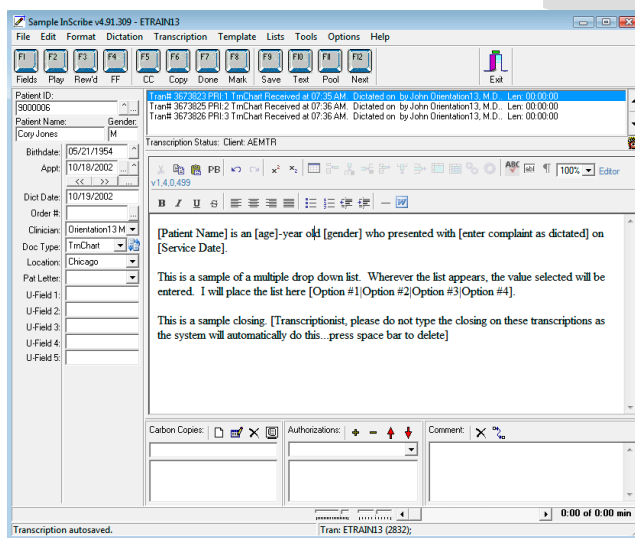 Sample InScribe v4.91.309 - ETRAIN13
File Edit Format Dictation Transcription Template Lists Tools Options Help
F1 F2 F3 F4 F5 F6 F7 F8 F9 F10 F11 F12
Fields Play Rew'd FF CC Copy Done Mark Save Text Pool Next Exit
Patient ID:
9000006
Patient Name: Gender:
Cory Jones M
Birthdate: 05/21/1954
Appt: 10/18/2002
<< >> ...
Dict Date: 10/19/2002
Order #:
Clinician: Orientation13 M
Doc Type: TrnChart
Location: Chicago
Pat Letter:
U-Field 1:
U-Field 2:
U-Field 3:
U-Field 4:
U-Field 5:
Tran# 3673823 PRI:1 TrnChart Received at 07:35 AM. Dictated on by John Orientation13, M.D.. Len: 00:00:00
Tran# 3673825 PRI:2 TrnChart Received at 07:36 AM. Dictated on by John Orientation13, M.D.. Len: 00:00:00
Tran# 3673826 PRI:3 TrnChart Received at 07:36 AM. Dictated on by John Orientation13, M.D.. Len: 00:00:00
Transcription Status: Client: AEMTR
PB x² x₂ ABC ab| ¶ 100% Editor
v1,4,0,499
B I U S W
[Patient Name] is an [age]-year old [gender] who presented with [enter complaint as dictated] on
[Service Date].
This is a sample of a multiple drop down list. Wherever the list appears, the value selected will be
entered. I will place the list here [Option #1|Option #2|Option #3|Option #4].
This is a sample closing. [Transcriptionist, please do not type the closing on these transcriptions as
the system will automatically do this...press space bar to delete]
Carbon Copies: Authorizations: Comment:
0:00 of 0:00 min
Transcription autosaved. Tran: ETRAIN13 (2832);